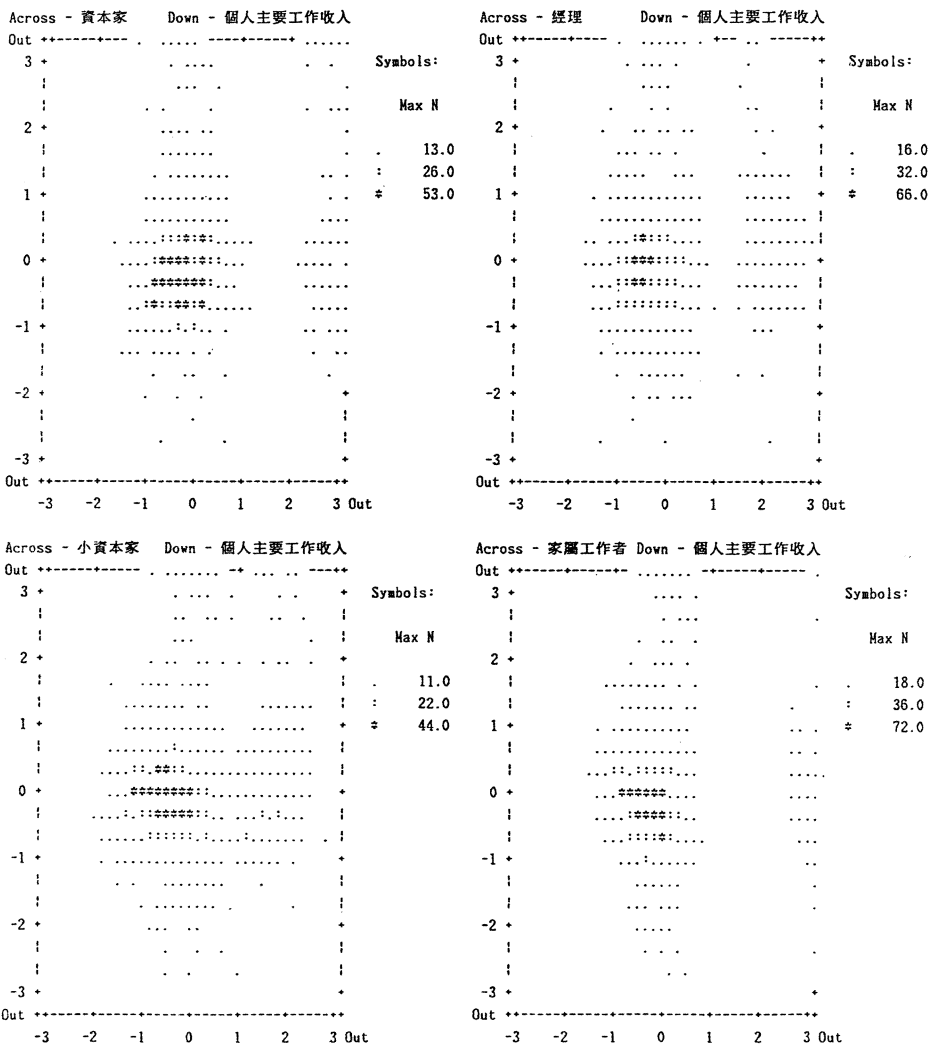 Across - 資本家 Down - 個人主要工作收入
Out ++-----+--- . ..... ----+-----+ ......
3
2
1
0
-1
-2
-3
Out ++-----+-----+-----+-----+-----+-----++
-3 -2 -1 0 1 2 3 Out
Symbols:
Max N
. 13.0
: 26.0
* 53.0
Across - 經理 Down - 個人主要工作收入
Out ++-----+---- . ...... . +-- .. -----++
3
2
1
0
-1
-2
-3
Out ++-----+-----+-----+-----+-----+-----++
-3 -2 -1 0 1 2 3 Out
Symbols:
Max N
. 16.0
: 32.0
* 66.0
Across - 小資本家 Down - 個人主要工作收入
Out ++-----+----- . ....... -+ ... .. ---++
3
2
1
0
-1
-2
-3
Out ++-----+-----+-----+-----+-----+-----++
-3 -2 -1 0 1 2 3 Out
Symbols:
Max N
. 11.0
: 22.0
* 44.0
Across - 家屬工作者 Down - 個人主要工作收入
Out ++-----+-----+- ....... -+-----+----- .
3
2
1
0
-1
-2
-3
Out ++-----+-----+-----+-----+-----+-----++
-3 -2 -1 0 1 2 3 Out
Symbols:
Max N
. 18.0
: 36.0
* 72.0